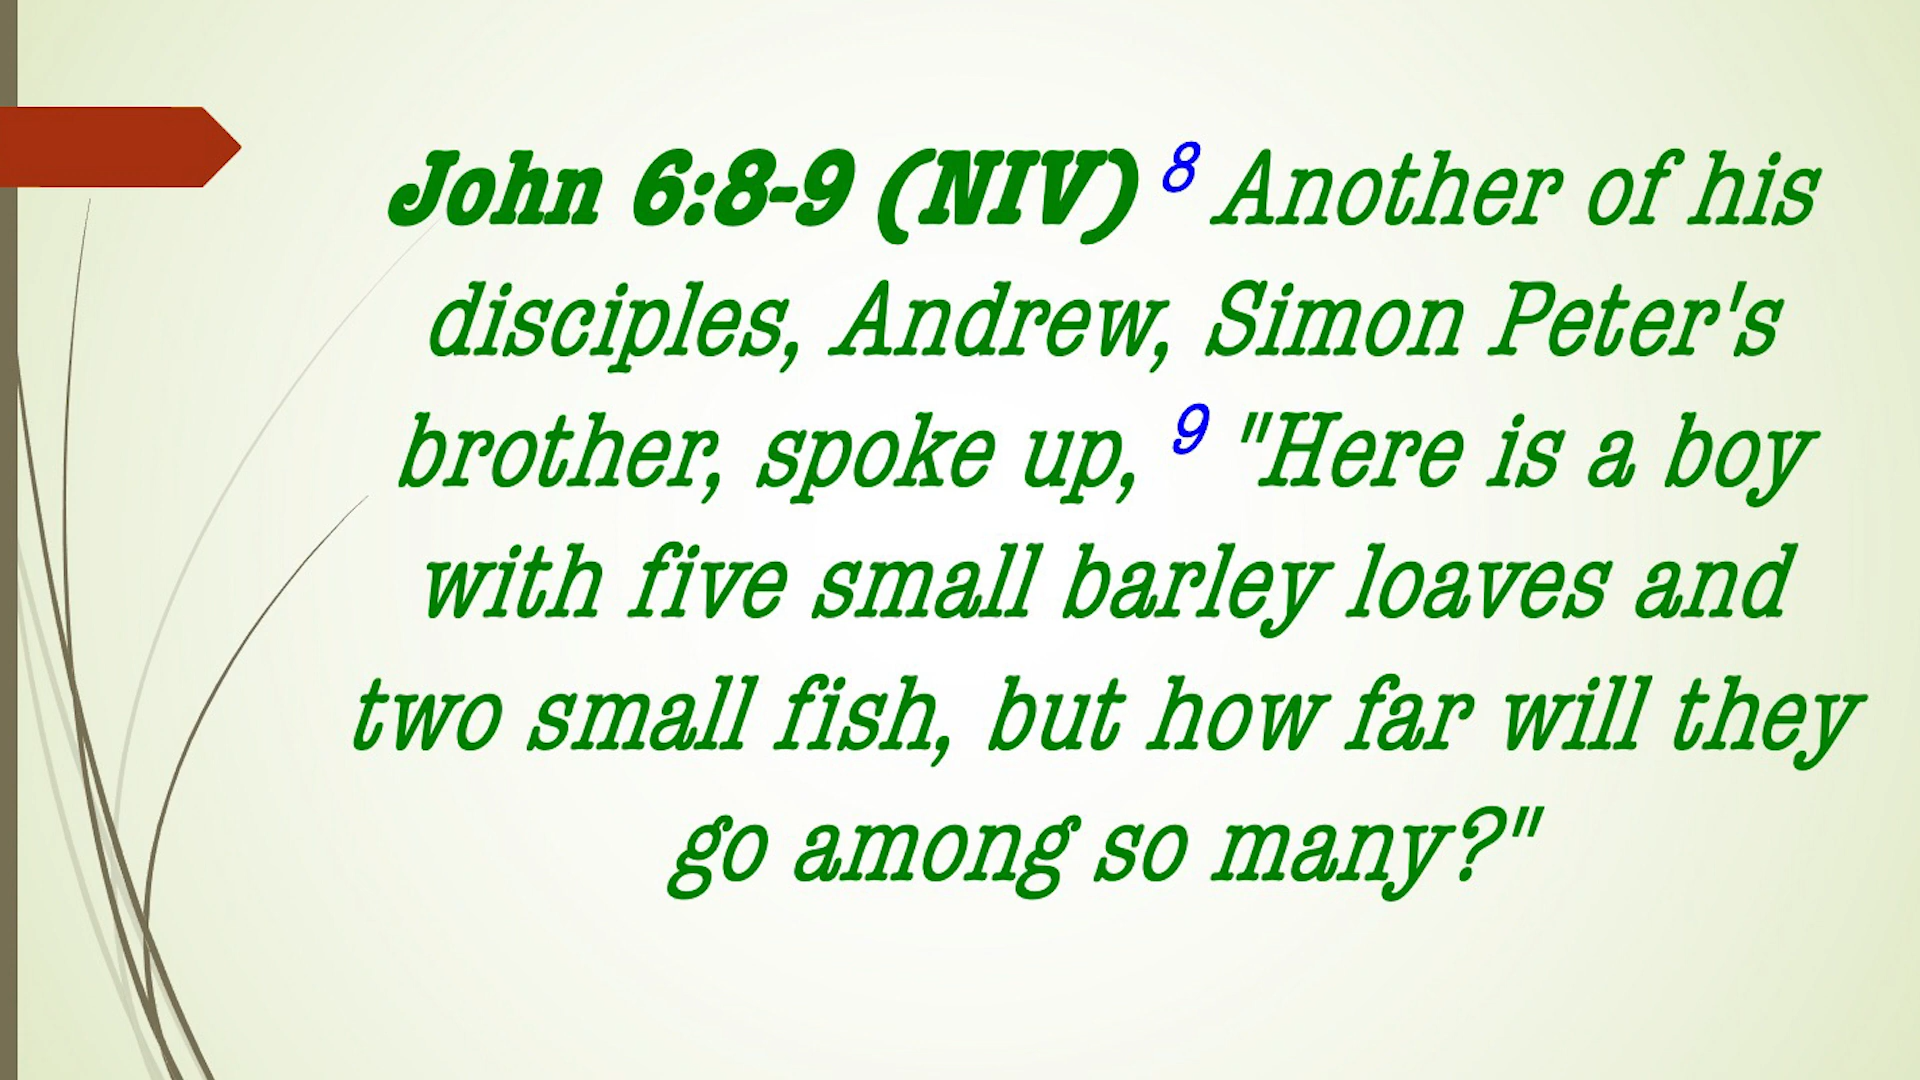 John 6:8-9 (NIV) 8 Another of his
disciples, Andrew, Simon Peter's
brother, spoke up, 9 "Here is a boy
with five small barley loaves and
two small fish, but how far will they
go among so many?"